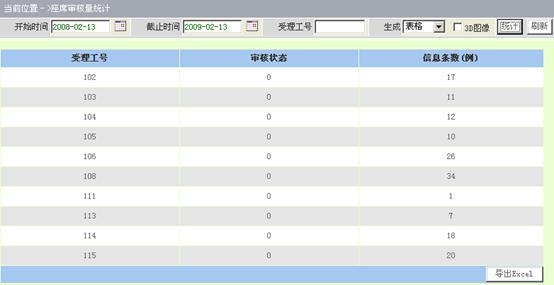 当前位置->座席审核量统计
开始时间 2008-02-13 截止时间 2009-02-13 受理工号 生成 表格 3D图像 统计 刷新
受理工号 审核状态 信息条数(例)
102 0 17
103 0 11
104 0 12
105 0 10
106 0 26
108 0 34
111 0 1
113 0 7
114 0 18
115 0 20
导出Excel